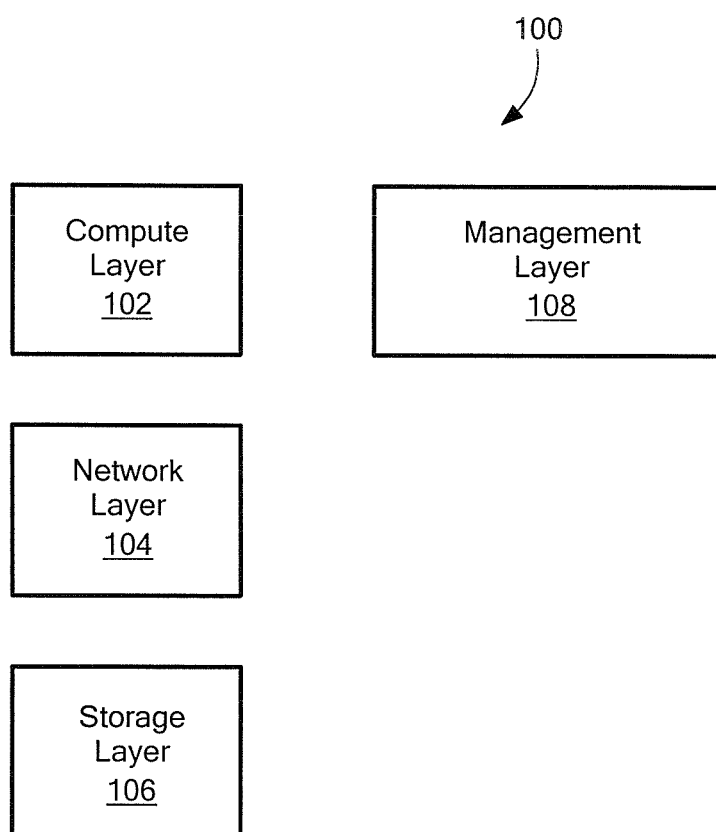 100
Compute
Layer
102
Management
Layer
108
Network
Layer
104
Storage
Layer
106